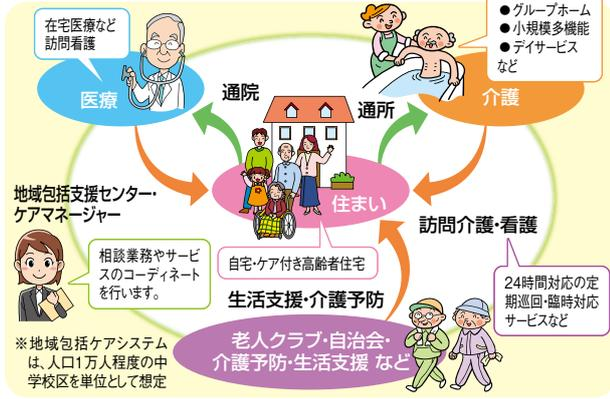 在宅医療など
訪問看護
医療
通院
●グループホーム
●小規模多機能
●デイサービス
など
介護
通所
住まい
自宅・ケア付き高齢者住宅
地域包括支援センター・
ケアマネージャー
相談業務やサービ
スのコーディネート
を行います。
訪問介護・看護
24時間対応の定
期巡回・臨時対応
サービスなど
生活支援・介護予防
老人クラブ・自治会・
介護予防・生活支援 など
※地域包括ケアシステム
は、人口1万人程度の中
学校区を単位として想定